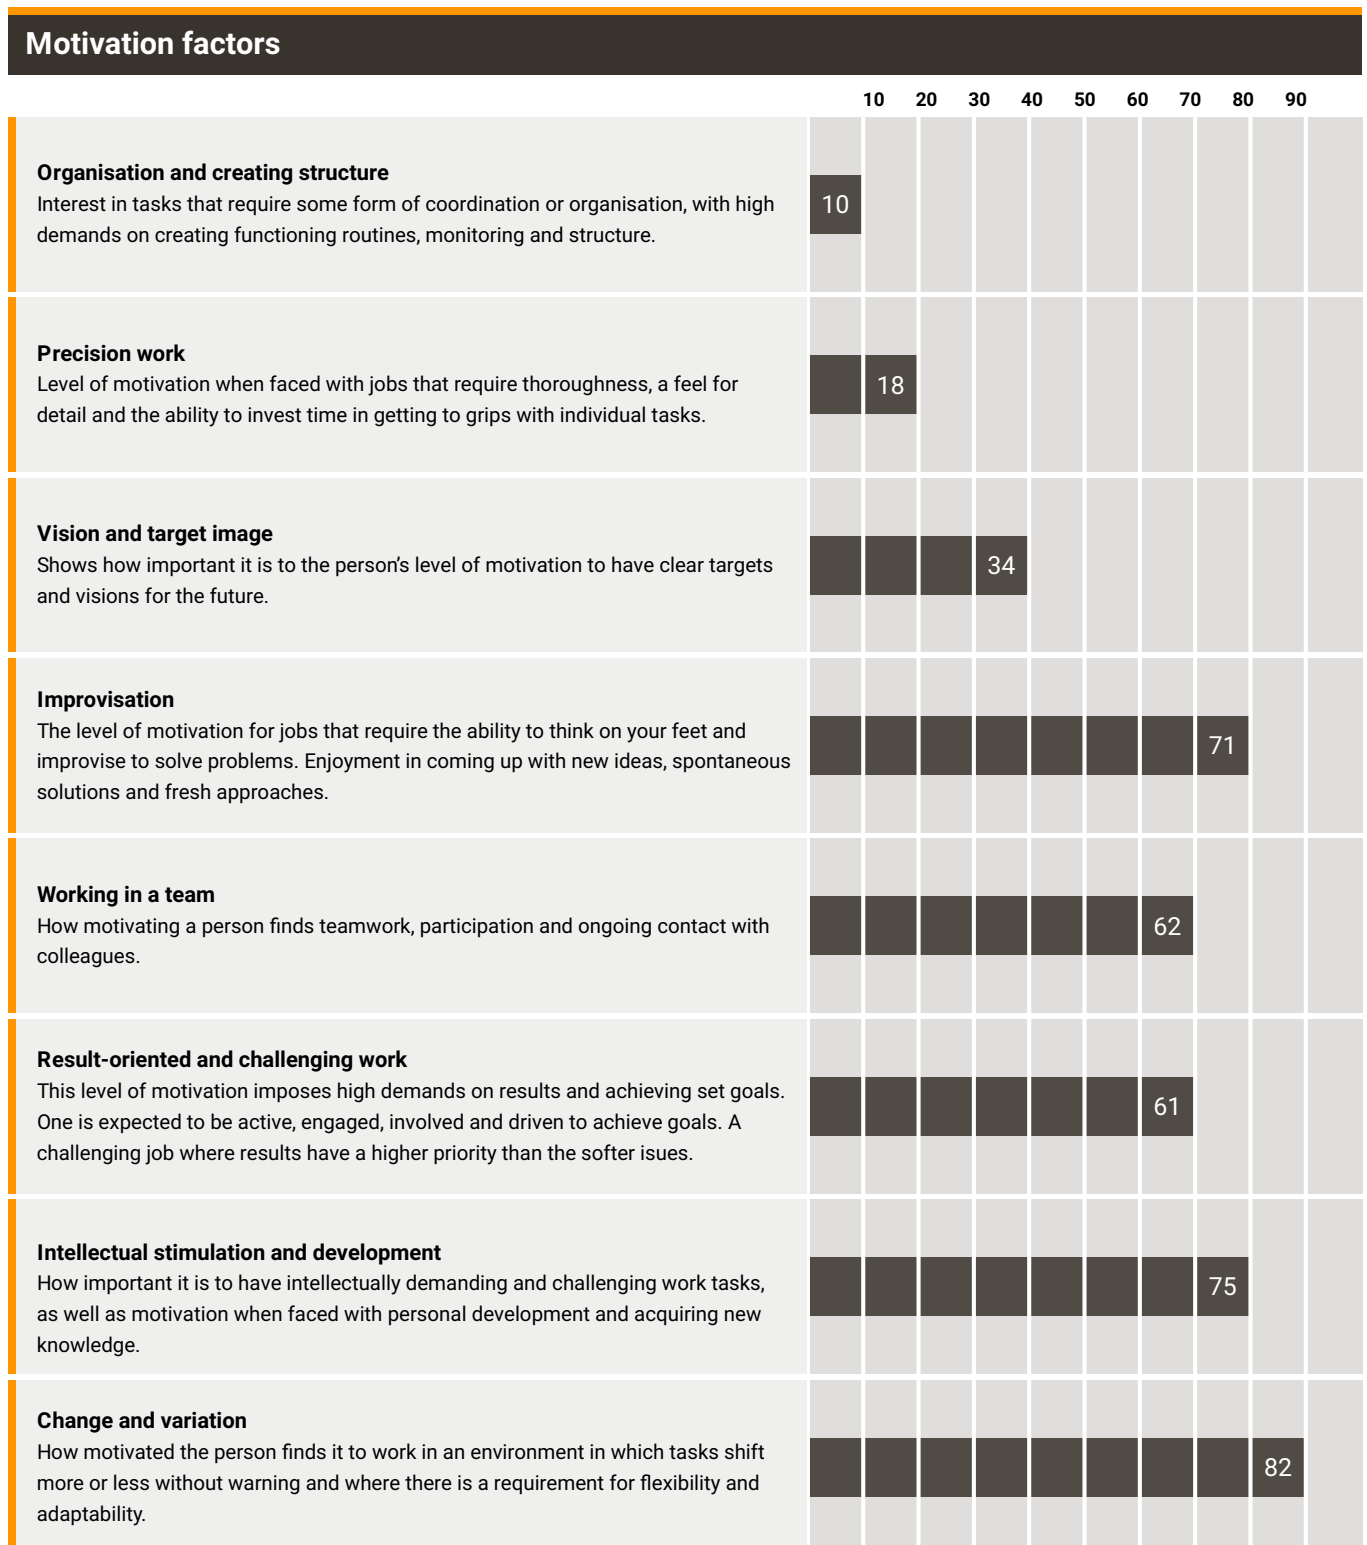 Motivation factors
10 20 30 40 50 60 70 80 90
Organisation and creating structure
Interest in tasks that require some form of coordination or organisation, with high
demands on creating functioning routines, monitoring and structure.
10
Precision work
Level of motivation when faced with jobs that require thoroughness, a feel for
detail and the ability to invest time in getting to grips with individual tasks.
18
Vision and target image
Shows how important it is to the person’s level of motivation to have clear targets
and visions for the future.
34
Improvisation
The level of motivation for jobs that require the ability to think on your feet and
improvise to solve problems. Enjoyment in coming up with new ideas, spontaneous
solutions and fresh approaches.
71
Working in a team
How motivating a person finds teamwork, participation and ongoing contact with
colleagues.
62
Result-oriented and challenging work
This level of motivation imposes high demands on results and achieving set goals.
One is expected to be active, engaged, involved and driven to achieve goals. A
challenging job where results have a higher priority than the softer isues.
61
Intellectual stimulation and development
How important it is to have intellectually demanding and challenging work tasks,
as well as motivation when faced with personal development and acquiring new
knowledge.
75
Change and variation
How motivated the person finds it to work in an environment in which tasks shift
more or less without warning and where there is a requirement for flexibility and
adaptability.
82